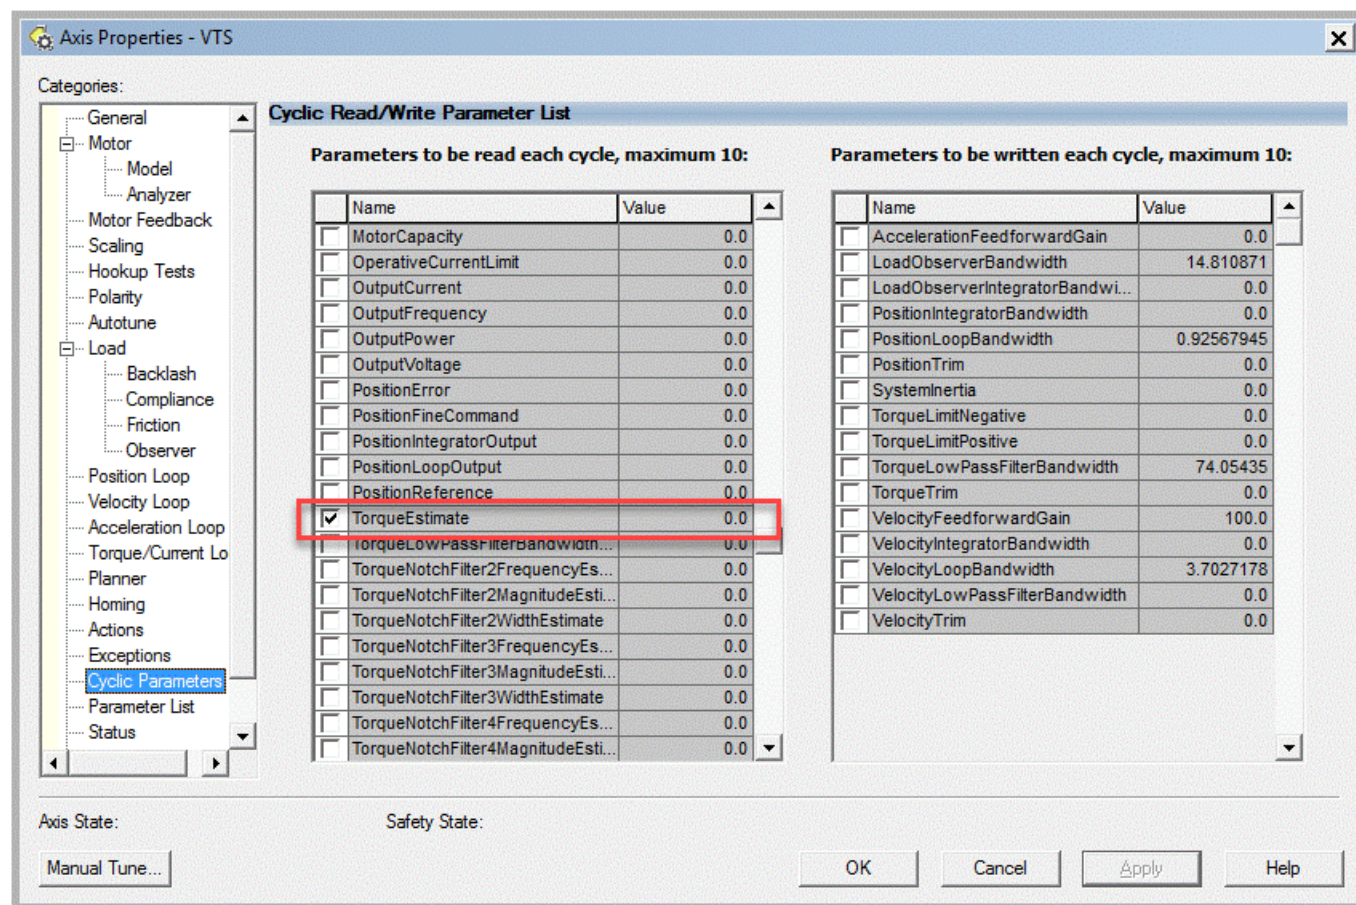 Axis Properties - VTS
Categories:
General
Motor
Model
Analyzer
Motor Feedback
Scaling
Hookup Tests
Polarity
Autotune
Load
Backlash
Compliance
Friction
Observer
Position Loop
Velocity Loop
Acceleration Loop
Torque/Current Lo
Planner
Homing
Actions
Exceptions
Cyclic Parameters
Parameter List
Status
Cyclic Read/Write Parameter List
Parameters to be read each cycle, maximum 10:
Name Value
MotorCapacity 0.0
OperativeCurrentLimit 0.0
OutputCurrent 0.0
OutputFrequency 0.0
OutputPower 0.0
OutputVoltage 0.0
PositionError 0.0
PositionFineCommand 0.0
PositionIntegratorOutput 0.0
PositionLoopOutput 0.0
PositionReference 0.0
TorqueEstimate 0.0
TorqueLowPassFilterBandwidth... 0.0
TorqueNotchFilter2FrequencyEs... 0.0
TorqueNotchFilter2MagnitudeEsti... 0.0
TorqueNotchFilter2WidthEstimate 0.0
TorqueNotchFilter3FrequencyEs... 0.0
TorqueNotchFilter3MagnitudeEsti... 0.0
TorqueNotchFilter3WidthEstimate 0.0
TorqueNotchFilter4FrequencyEs... 0.0
TorqueNotchFilter4MagnitudeEsti... 0.0
Parameters to be written each cycle, maximum 10:
Name Value
AccelerationFeedforwardGain 0.0
LoadObserverBandwidth 14.810871
LoadObserverIntegratorBandwi... 0.0
PositionIntegratorBandwidth 0.0
PositionLoopBandwidth 0.92567945
PositionTrim 0.0
SystemInertia 0.0
TorqueLimitNegative 0.0
TorqueLimitPositive 0.0
TorqueLowPassFilterBandwidth 74.05435
TorqueTrim 0.0
VelocityFeedforwardGain 100.0
VelocityIntegratorBandwidth 0.0
VelocityLoopBandwidth 3.7027178
VelocityLowPassFilterBandwidth 0.0
VelocityTrim 0.0
Axis State:
Safety State:
Manual Tune...
OK
Cancel
Apply
Help